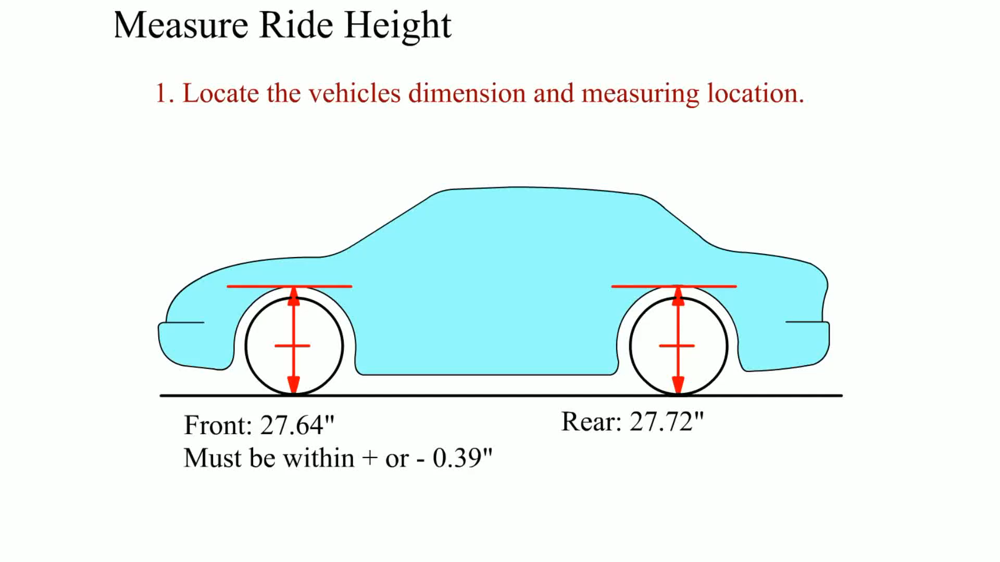 Measure Ride Height
1. Locate the vehicles dimension and measuring location.
Front: 27.64"
Rear: 27.72"
Must be within + or - 0.39"